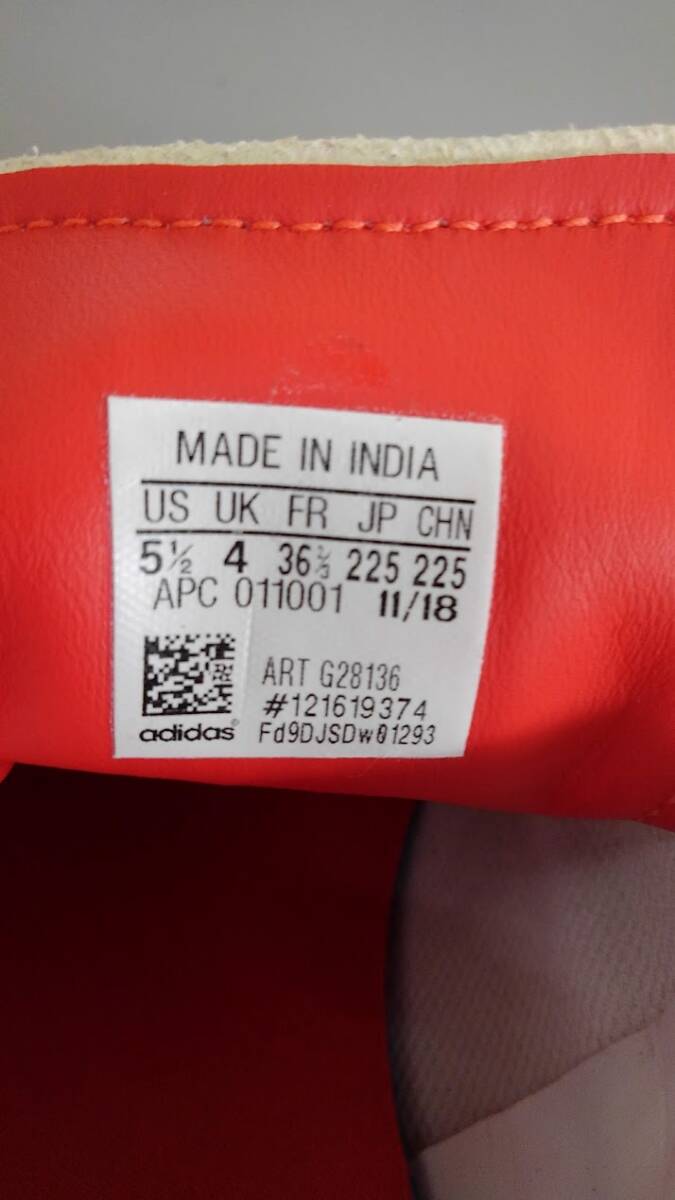 MADE IN INDIA
US UK FR JP CHN
5½ 4 36⅔ 225 225
APC 011001 11/18
ART G28136
#121619374
adidas® Fd9DJSDw01293